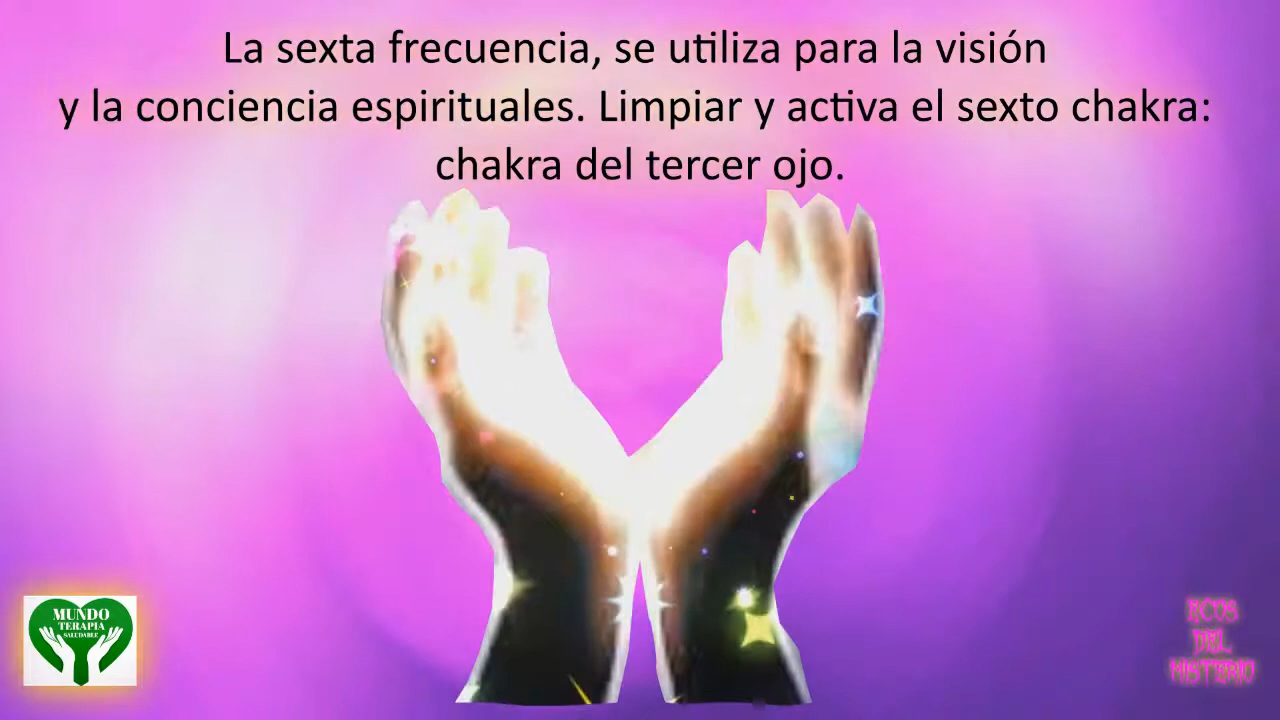 La sexta frecuencia, se utiliza para la visión
y la conciencia espirituales. Limpiar y activa el sexto chakra:
chakra del tercer ojo.
MUNDO
TERAPIA
SALUDABLE
ECOS
DEL
MISTERIO